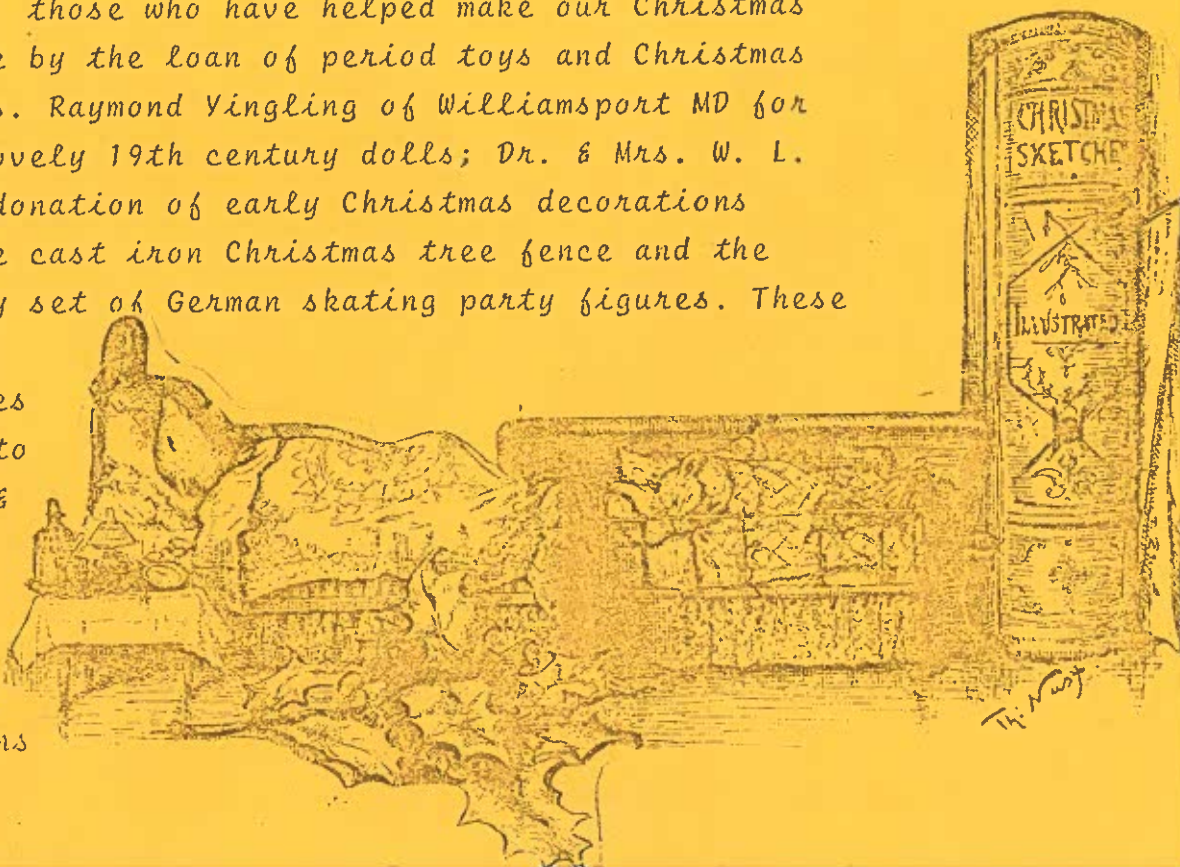 those who have helped make our Christmas
e by the loan of period toys and Christmas
s. Raymond Yingling of Williamsport MD for
ovely 19th century dolls; Dr. & Mrs. W. L.
donation of early Christmas decorations
e cast iron Christmas tree fence and the
y set of German skating party figures. These
es
to
&
ns
CHRISTMAS
SKETCHE
ILLUSTRATED
Th: Nast